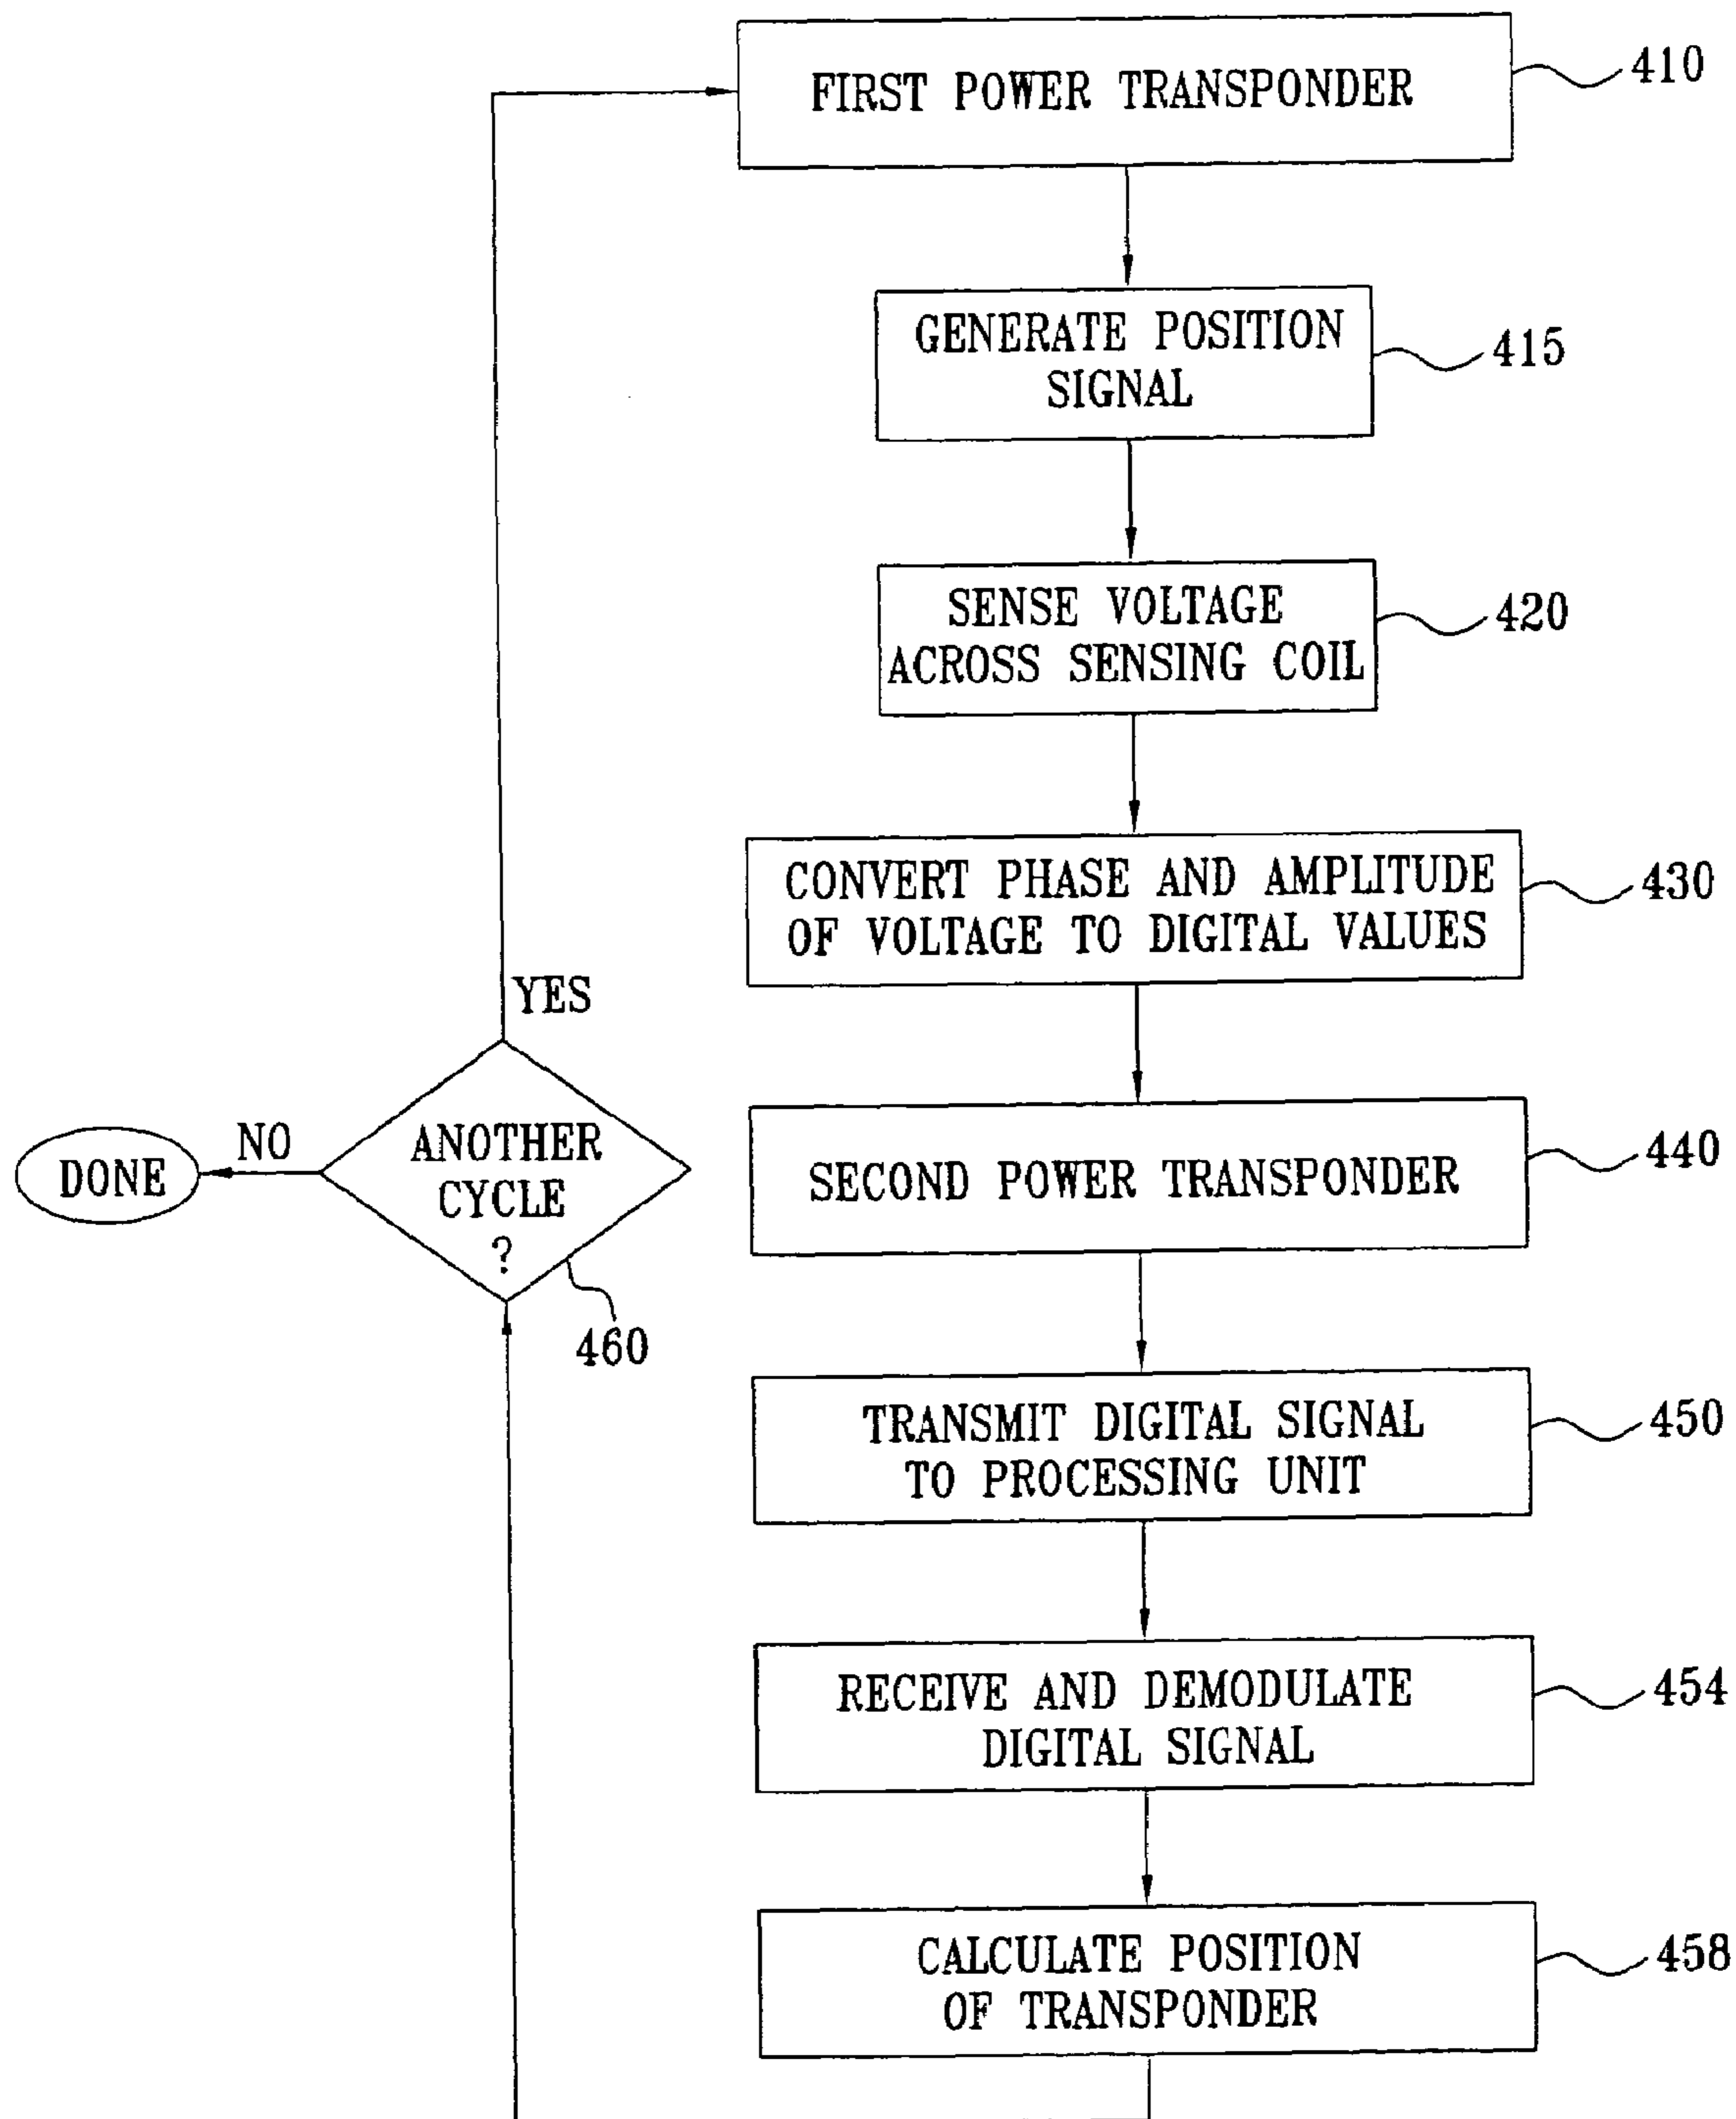 FIRST POWER TRANSPONDER
410
GENERATE POSITION
SIGNAL
415
SENSE VOLTAGE
ACROSS SENSING COIL
420
CONVERT PHASE AND AMPLITUDE
OF VOLTAGE TO DIGITAL VALUES
430
YES
SECOND POWER TRANSPONDER
440
ANOTHER
CYCLE
?
460
NO
DONE
TRANSMIT DIGITAL SIGNAL
TO PROCESSING UNIT
450
RECEIVE AND DEMODULATE
DIGITAL SIGNAL
454
CALCULATE POSITION
OF TRANSPONDER
458